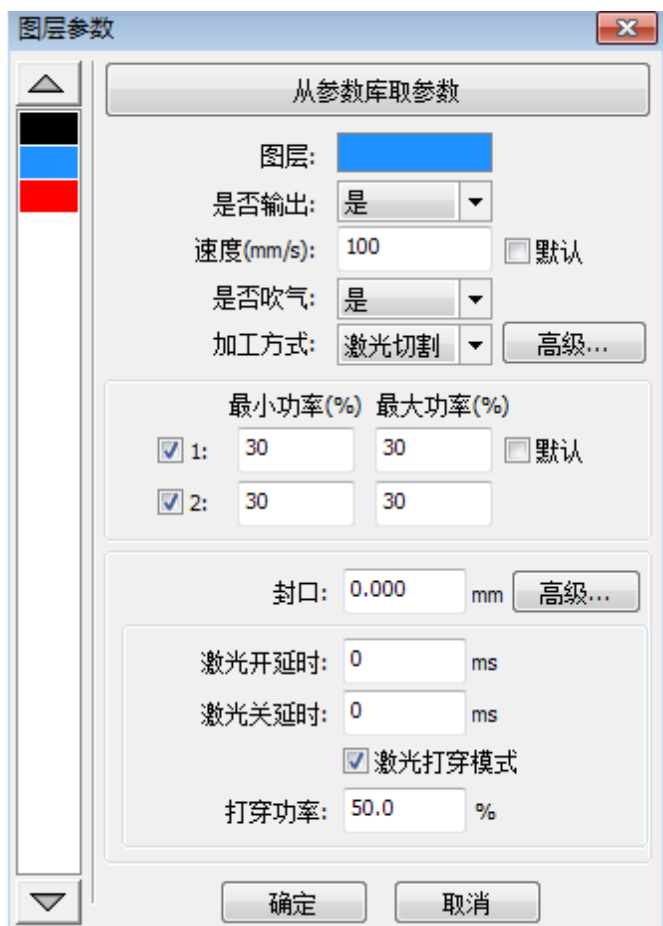 图层参数
从参数库取参数
图层:
是否输出: 是
速度(mm/s): 100 默认
是否吹气: 是
加工方式: 激光切割 高级...
最小功率(%) 最大功率(%)
1: 30 30 默认
2: 30 30
封口: 0.000 mm 高级...
激光开延时: 0 ms
激光关延时: 0 ms
激光打穿模式
打穿功率: 50.0 %
确定 取消